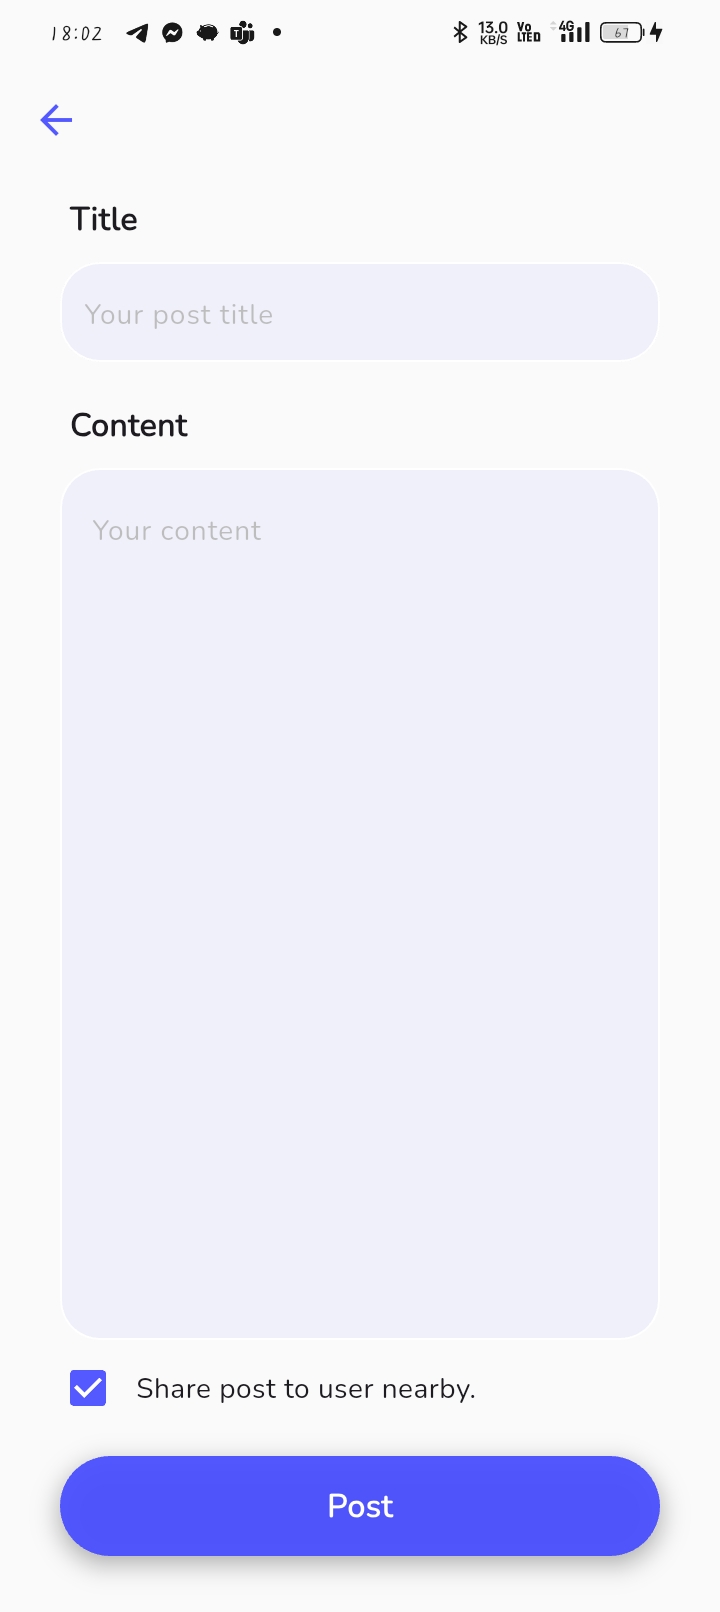 18:02 13.0 KB/S Vo LTE D 4G 67
Title
Your post title
Content
Your content
Share post to user nearby.
Post